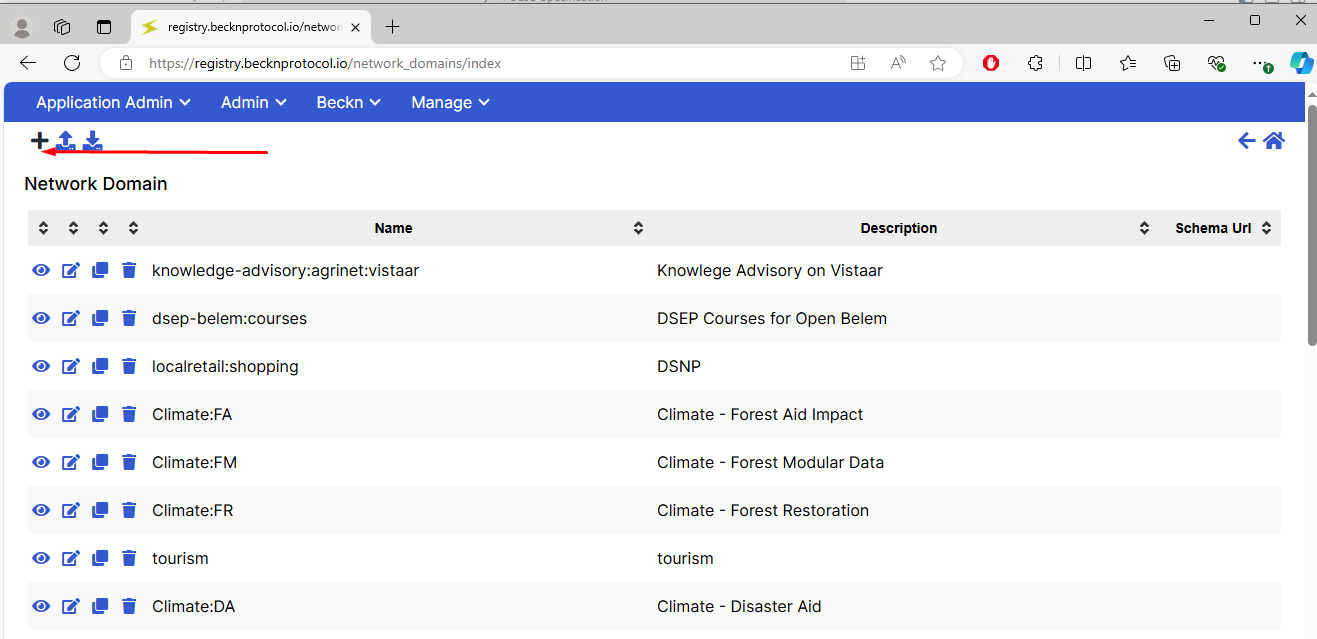 registry.becknprotocol.io/networ
https://registry.becknprotocol.io/network_domains/index
Application Admin Admin Beckn Manage
Network Domain
Name Description Schema Url
knowledge-advisory:agrinet:vistaar Knowlege Advisory on Vistaar
dsep-belem:courses DSEP Courses for Open Belem
localretail:shopping DSNP
Climate:FA Climate - Forest Aid Impact
Climate:FM Climate - Forest Modular Data
Climate:FR Climate - Forest Restoration
tourism tourism
Climate:DA Climate - Disaster Aid